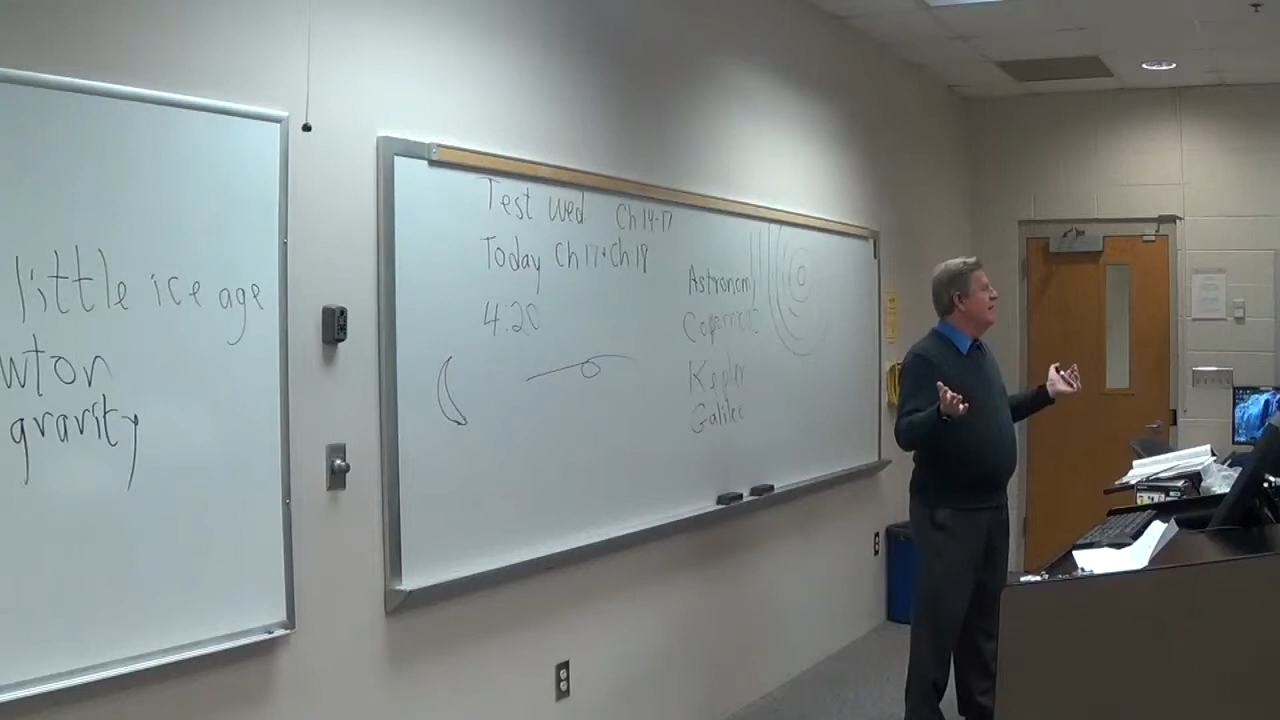 little ice age
wton
gravity
Test wed Ch 14-17
Today Ch 17 + Ch 18
4:20
Astronomy
Kepler
Galileo